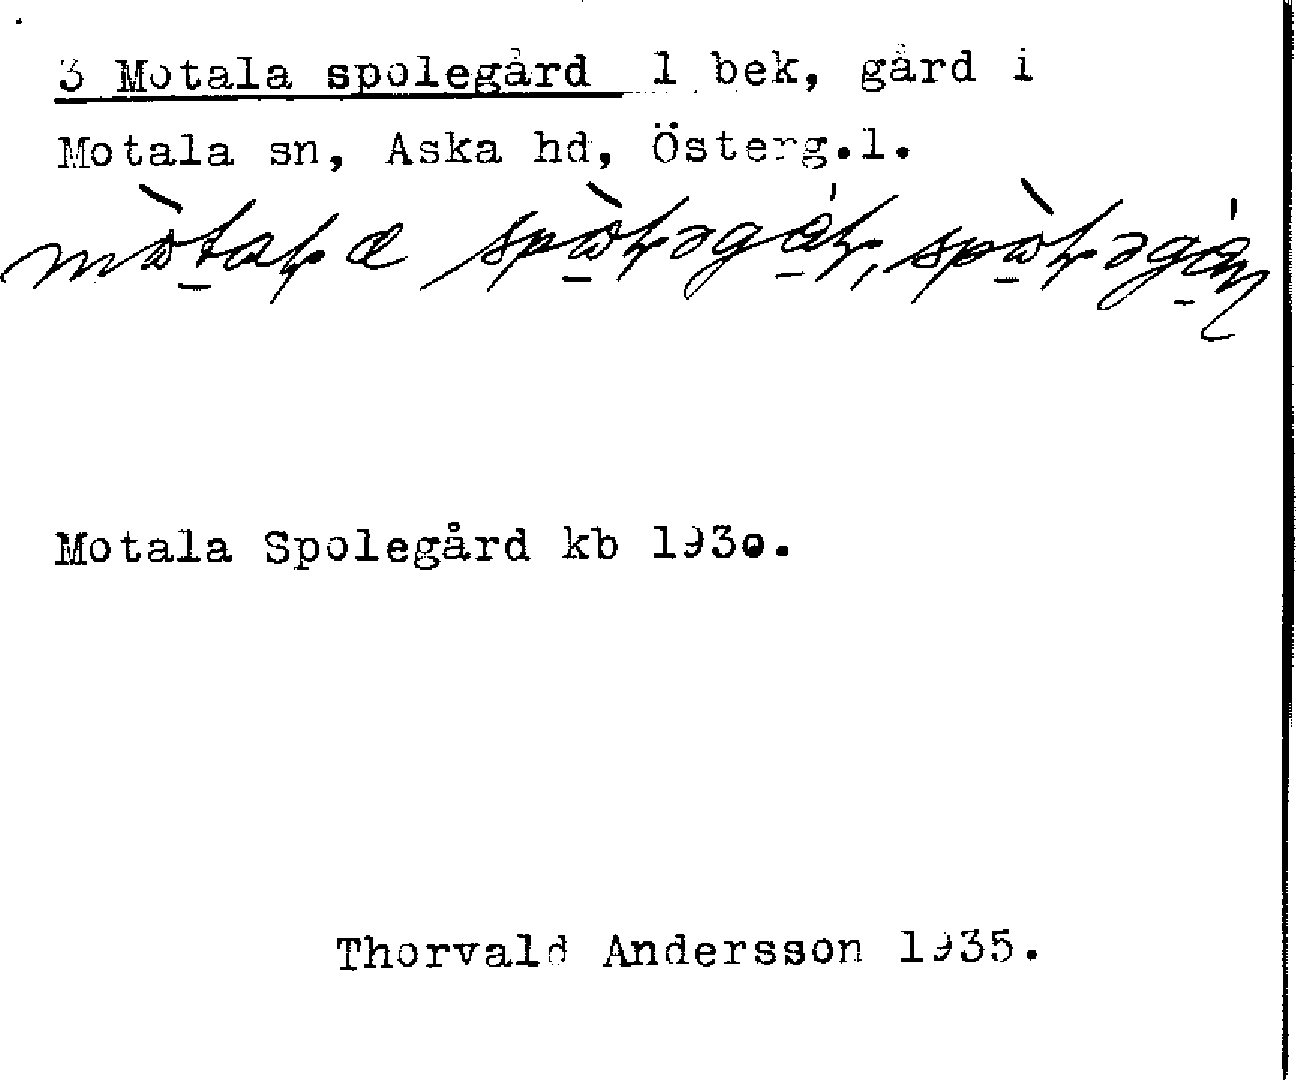 3 Motala spolegård 1 bek, gård i
Motala sn, Aska hd, Österg.l.
Motala Spolegård kb 1930.
Thorvald Andersson 1935.